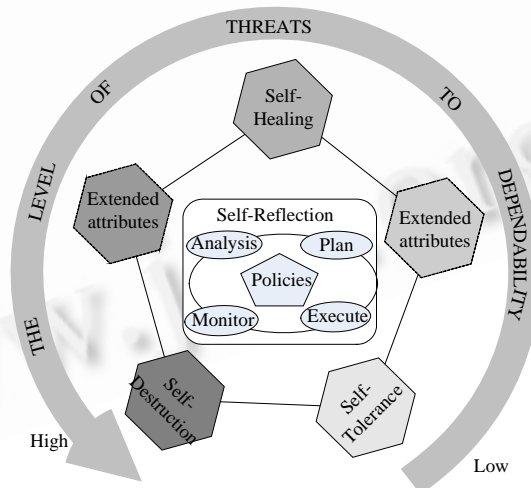 THE LEVEL OF THREATS TO DEPENDABILITY
Self-
Healing
Extended
attributes
Extended
attributes
Self-Reflection
Analysis
Plan
Policies
Monitor
Execute
Self-
Destruction
Self-
Tolerance
High
Low